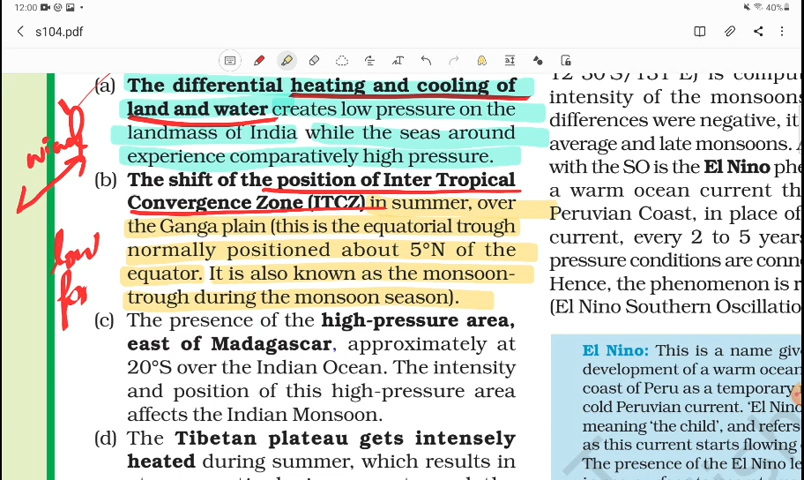 12:00
40%
s104.pdf
(a) The differential heating and cooling of
land and water creates low pressure on the
landmass of India while the seas around
experience comparatively high pressure.
(b) The shift of the position of Inter Tropical
Convergence Zone (ITCZ) in summer, over
the Ganga plain (this is the equatorial trough
normally positioned about 5°N of the
equator. It is also known as the monsoon-
trough during the monsoon season).
(c) The presence of the high-pressure area,
east of Madagascar, approximately at
20°S over the Indian Ocean. The intensity
and position of this high-pressure area
affects the Indian Monsoon.
(d) The Tibetan plateau gets intensely
heated during summer, which results in
wind
low
for
12°30'S/131°E) is comput
intensity of the monsoons
differences were negative, it
average and late monsoons.
with the SO is the El Nino phe
a warm ocean current th
Peruvian Coast, in place of
current, every 2 to 5 years
pressure conditions are conn
Hence, the phenomenon is r
(El Nino Southern Oscillatio
El Nino: This is a name giv
development of a warm ocean
coast of Peru as a temporary
cold Peruvian current. 'El Nino
meaning 'the child', and refers
as this current starts flowing
The presence of the El Nino le